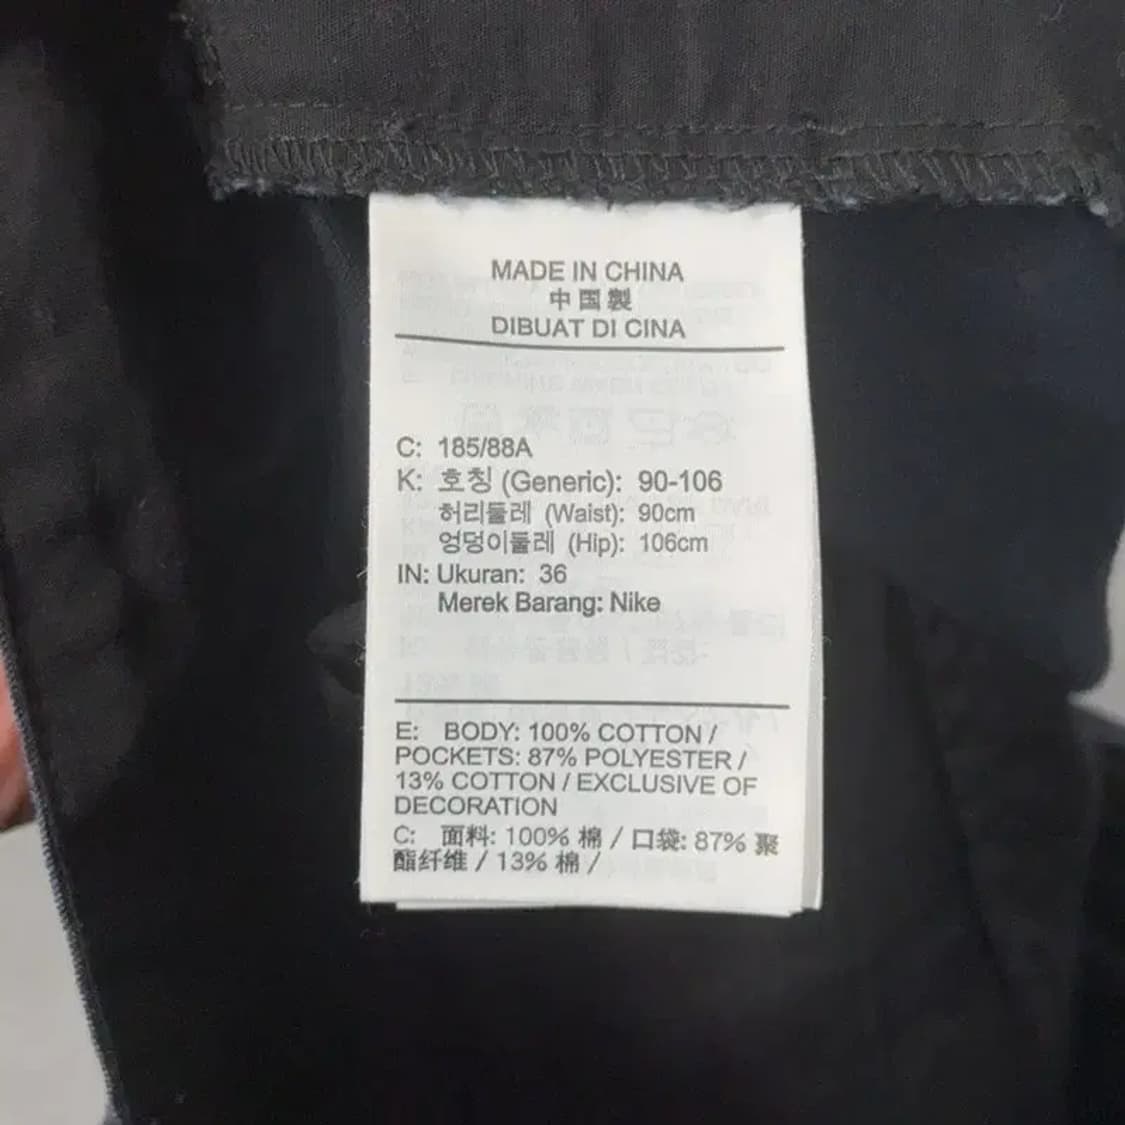 MADE IN CHINA
中国製
DIBUAT DI CINA
C: 185/88A
K: 호칭 (Generic): 90-106
허리둘레 (Waist): 90cm
엉덩이둘레 (Hip): 106cm
IN: Ukuran: 36
Merek Barang: Nike
E: BODY: 100% COTTON /
POCKETS: 87% POLYESTER /
13% COTTON / EXCLUSIVE OF
DECORATION
C: 面料: 100% 棉 / 口袋: 87% 聚
酯纤维 / 13% 棉 /